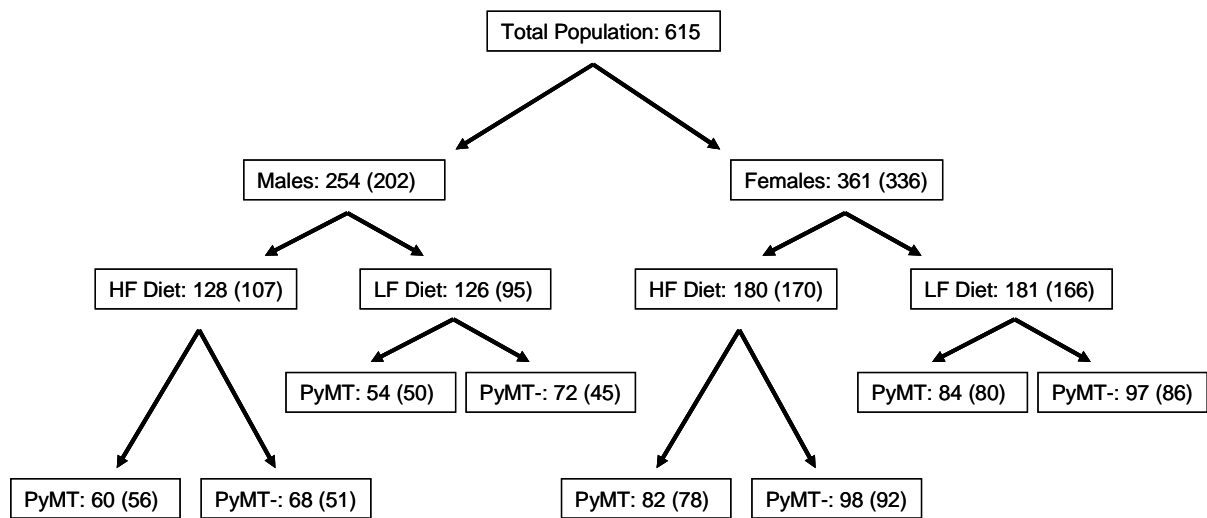 Total Population: 615
Males: 254 (202)
Females: 361 (336)
HF Diet: 128 (107)
LF Diet: 126 (95)
HF Diet: 180 (170)
LF Diet: 181 (166)
PyMT: 54 (50)
PyMT-: 72 (45)
PyMT: 84 (80)
PyMT-: 97 (86)
PyMT: 60 (56)
PyMT-: 68 (51)
PyMT: 82 (78)
PyMT-: 98 (92)